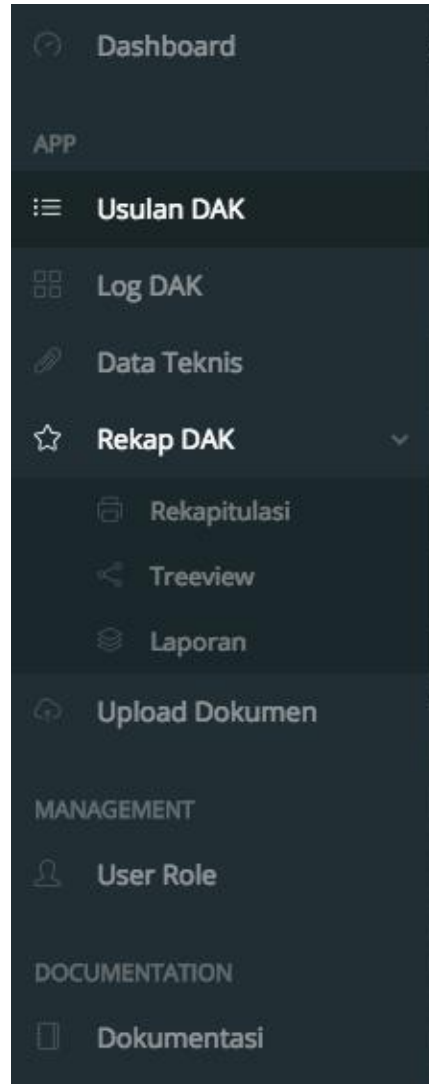 Dashboard
APP
Usulan DAK
Log DAK
Data Teknis
Rekap DAK
Rekapitulasi
Treeview
Laporan
Upload Dokumen
MANAGEMENT
User Role
DOCUMENTATION
Dokumentasi